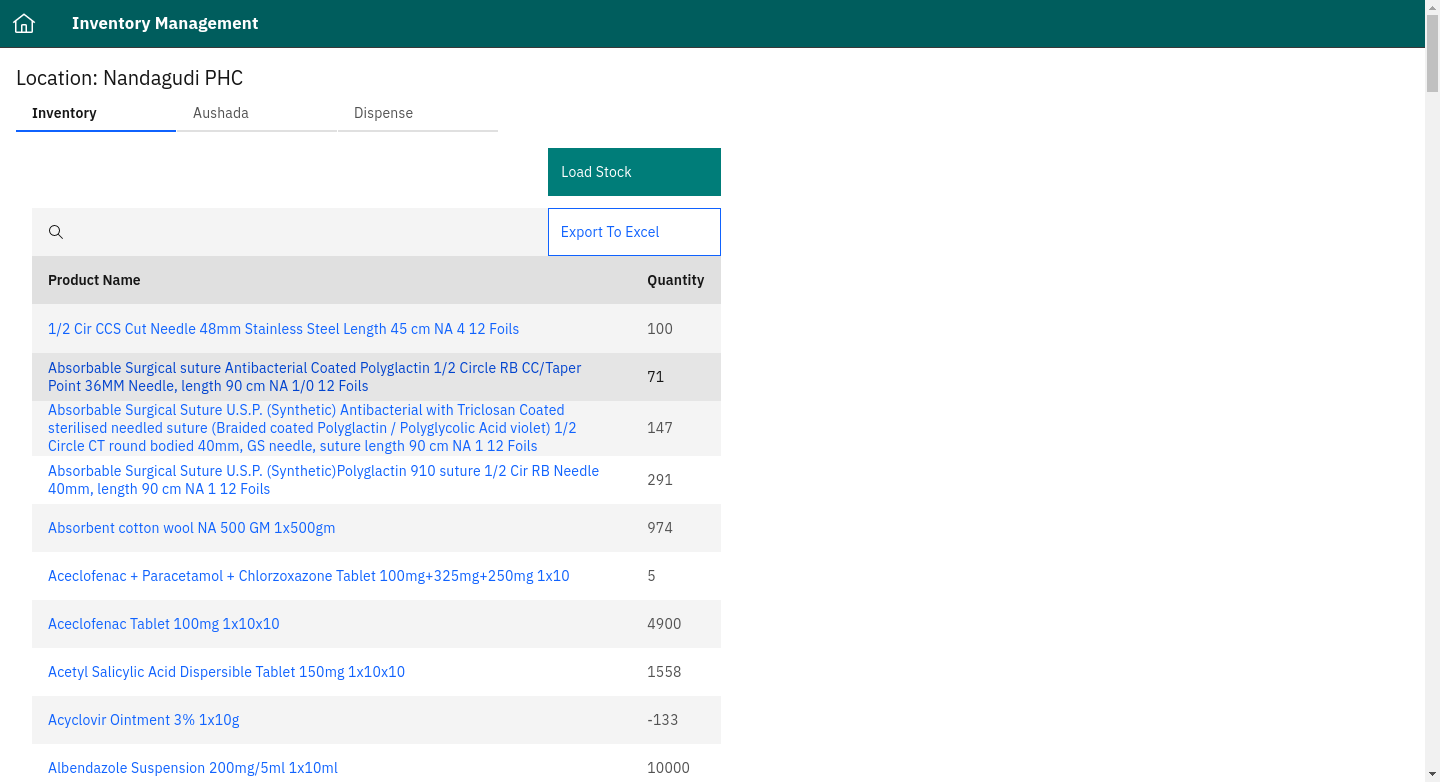 Inventory Management
Location: Nandagudi PHC
Inventory
Aushada
Dispense
Load Stock
Export To Excel
Product Name
Quantity
1/2 Cir CCS Cut Needle 48mm Stainless Steel Length 45 cm NA 4 12 Foils
100
Absorbable Surgical suture Antibacterial Coated Polyglactin 1/2 Circle RB CC/Taper
Point 36MM Needle, length 90 cm NA 1/0 12 Foils
71
Absorbable Surgical Suture U.S.P. (Synthetic) Antibacterial with Triclosan Coated
sterilised needled suture (Braided coated Polyglactin / Polyglycolic Acid violet) 1/2
Circle CT round bodied 40mm, GS needle, suture length 90 cm NA 1 12 Foils
147
Absorbable Surgical Suture U.S.P. (Synthetic)Polyglactin 910 suture 1/2 Cir RB Needle
40mm, length 90 cm NA 1 12 Foils
291
Absorbent cotton wool NA 500 GM 1x500gm
974
Aceclofenac + Paracetamol + Chlorzoxazone Tablet 100mg+325mg+250mg 1x10
5
Aceclofenac Tablet 100mg 1x10x10
4900
Acetyl Salicylic Acid Dispersible Tablet 150mg 1x10x10
1558
Acyclovir Ointment 3% 1x10g
-133
Albendazole Suspension 200mg/5ml 1x10ml
10000